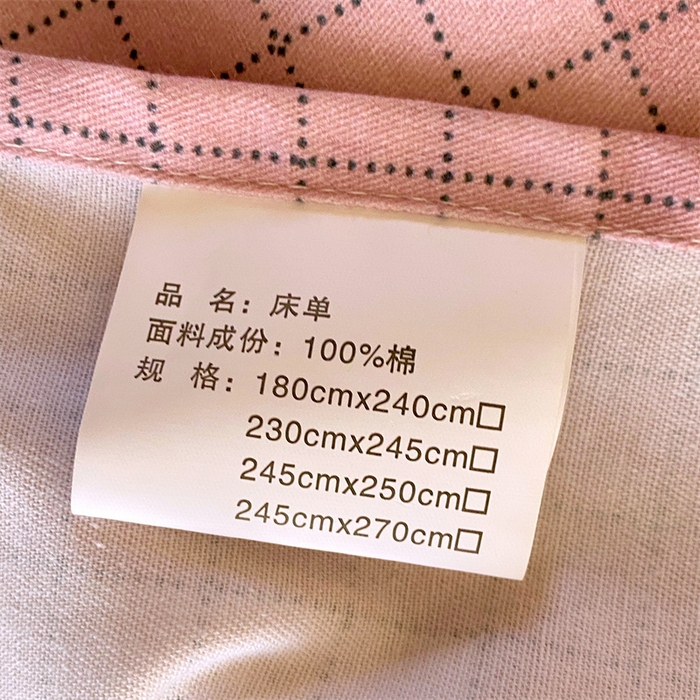 品 名：床单
面料成份：100%棉
规 格：180cmx240cm□
230cmx245cm□
245cmx250cm□
245cmx270cm□